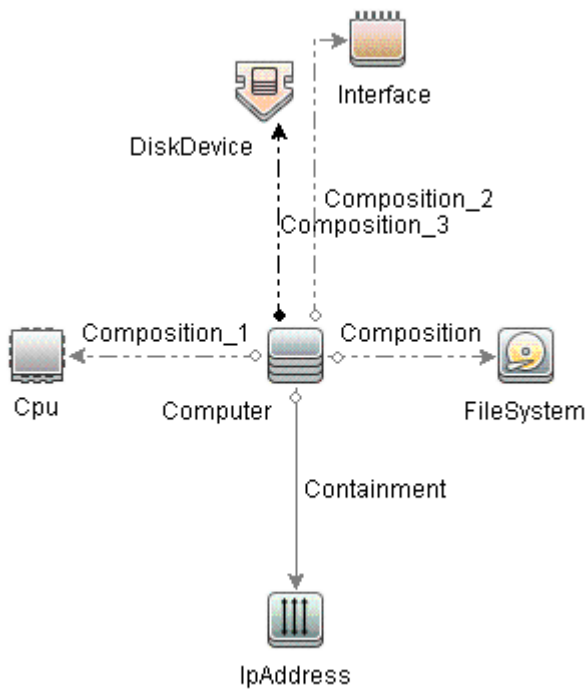 Interface
DiskDevice
Composition_2
Composition_3
Composition_1
Composition
Cpu
Computer
FileSystem
Containment
IpAddress